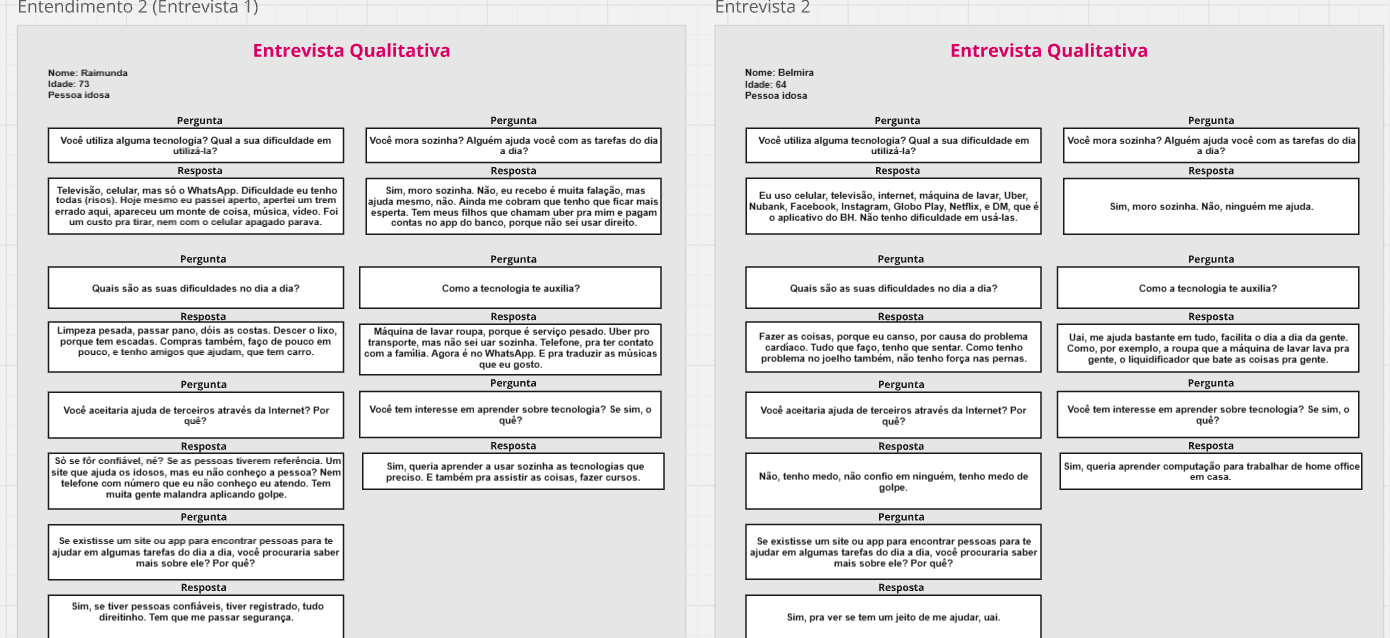 Entendimento 2 (Entrevista 1)
Entrevista Qualitativa
Nome: Raimunda
Idade: 73
Pessoa idosa
Pergunta
Você utiliza alguma tecnologia? Qual a sua dificuldade em
utilizá-la?
Resposta
Televisão, celular, mas só o WhatsApp. Dificuldade eu tenho
todas (risos). Hoje mesmo eu passei aperto, apertei um trem
errado aqui, apareceu um monte de coisa, música, vídeo. Foi
um custo pra tirar, nem com o celular apagado parava.
Pergunta
Você mora sozinha? Alguém ajuda você com as tarefas do dia
a dia?
Resposta
Sim, moro sozinha. Não, eu recebo é muita falação, mas
ajuda mesmo, não. Ainda me cobram que tenho que ficar mais
esperta. Tem meus filhos que chamam uber pra mim e pagam
contas no app do banco, porque não sei usar direito.
Pergunta
Quais são as suas dificuldades no dia a dia?
Resposta
Limpeza pesada, passar pano, dóis as costas. Descer o lixo,
porque tem escadas. Compras também, faço de pouco em
pouco, e tenho amigos que ajudam, que tem carro.
Pergunta
Como a tecnologia te auxilia?
Resposta
Máquina de lavar roupa, porque é serviço pesado. Uber pro
transporte, mas não sei uar sozinha. Telefone, pra ter contato
com a família. Agora é no WhatsApp. E pra traduzir as músicas
que eu gosto.
Pergunta
Você aceitaria ajuda de terceiros através da Internet? Por
quê?
Resposta
Só se fôr confiável, né? Se as pessoas tiverem referência. Um
site que ajuda os idosos, mas eu não conheço a pessoa? Nem
telefone com número que eu não conheço eu atendo. Tem
muita gente malandra aplicando golpe.
Pergunta
Você tem interesse em aprender sobre tecnologia? Se sim, o
quê?
Resposta
Sim, queria aprender a usar sozinha as tecnologias que
preciso. E também pra assistir as coisas, fazer cursos.
Pergunta
Se existisse um site ou app para encontrar pessoas para te
ajudar em algumas tarefas do dia a dia, você procuraria saber
mais sobre ele? Por quê?
Resposta
Sim, se tiver pessoas confiáveis, tiver registrado, tudo
direitinho. Tem que me passar segurança.
Entrevista 2
Entrevista Qualitativa
Nome: Belmira
Idade: 64
Pessoa idosa
Pergunta
Você utiliza alguma tecnologia? Qual a sua dificuldade em
utilizá-la?
Resposta
Eu uso celular, televisão, internet, máquina de lavar, Uber,
Nubank, Facebook, Instagram, Globo Play, Netflix, e DM, que é
o aplicativo do BH. Não tenho dificuldade em usá-las.
Pergunta
Você mora sozinha? Alguém ajuda você com as tarefas do dia
a dia?
Resposta
Sim, moro sozinha. Não, ninguém me ajuda.
Pergunta
Quais são as suas dificuldades no dia a dia?
Resposta
Fazer as coisas, porque eu canso, por causa do problema
cardíaco. Tudo que faço, tenho que sentar. Como tenho
problema no joelho também, não tenho força nas pernas.
Pergunta
Como a tecnologia te auxilia?
Resposta
Uai, me ajuda bastante em tudo, facilita o dia a dia da gente.
Como, por exemplo, a roupa que a máquina de lavar lava pra
gente, o liquidificador que bate as coisas pra gente.
Pergunta
Você aceitaria ajuda de terceiros através da Internet? Por
quê?
Resposta
Não, tenho medo, não confio em ninguém, tenho medo de
golpe.
Pergunta
Você tem interesse em aprender sobre tecnologia? Se sim, o
quê?
Resposta
Sim, queria aprender computação para trabalhar de home office
em casa.
Pergunta
Se existisse um site ou app para encontrar pessoas para te
ajudar em algumas tarefas do dia a dia, você procuraria saber
mais sobre ele? Por quê?
Resposta
Sim, pra ver se tem um jeito de me ajudar, uai.